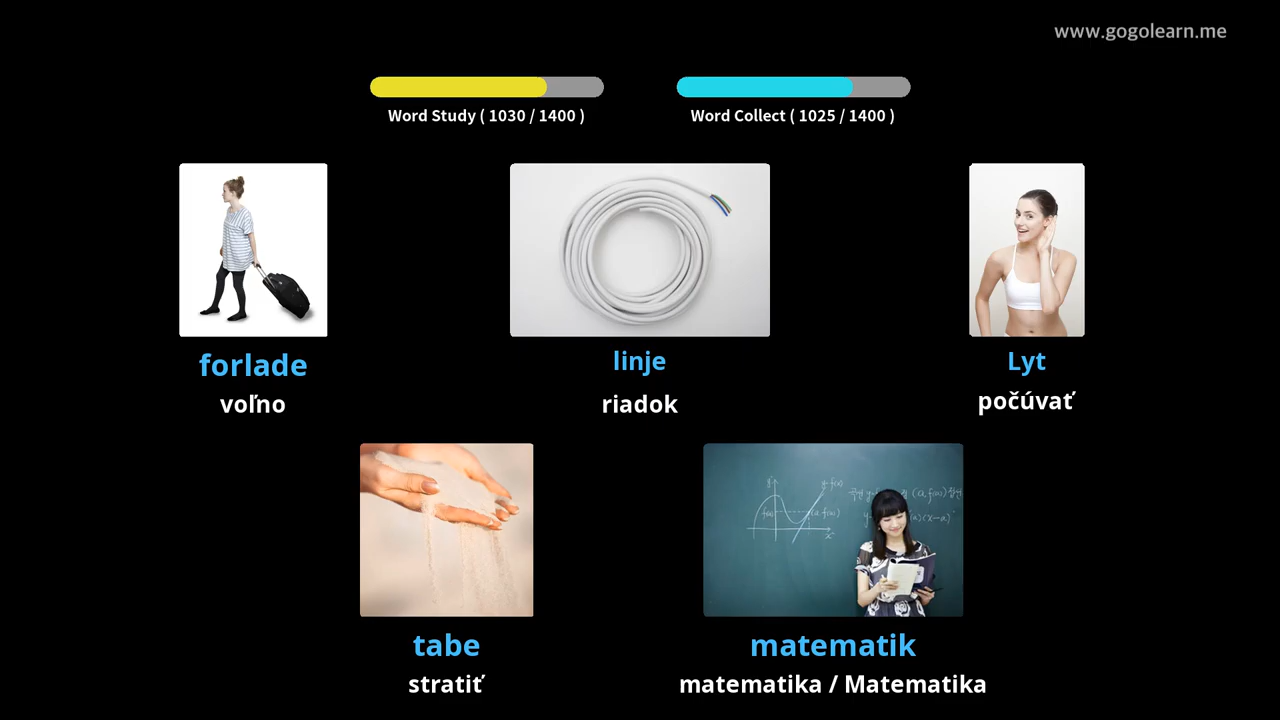 www.gogolearn.me
Word Study ( 1030 / 1400 )
Word Collect ( 1025 / 1400 )
forlade
voľno
linje
riadok
Lyt
počúvať
tabe
stratiť
matematik
matematika / Matematika